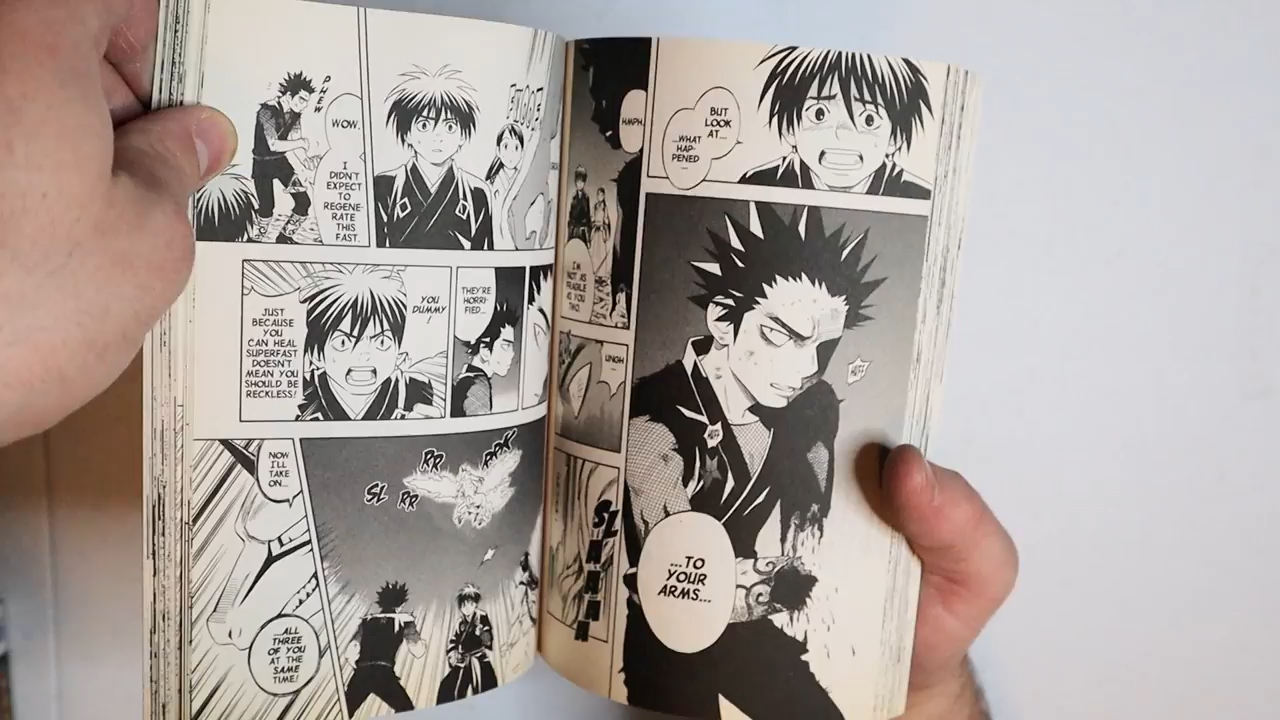 BUT
LOOK
AT...
...WHAT
HAP-
PENED
...
...TO
YOUR
ARMS...
HUFF
HMPH.
I'M
NOT AS
FRAGILE
AS YOU
TWO.
UNGH
...
PHEW
WOW.
I
DIDN'T
EXPECT
TO
REGENE-
RATE
THIS
FAST.
THEY'RE
HORRI-
FIED...
YOU
DUMMY
!
JUST
BECAUSE
YOU
CAN HEAL
SUPERFAST
DOESN'T
MEAN YOU
SHOULD BE
RECKLESS!
RR
RRK
SL
RR
NOW
I'LL
TAKE
ON...
...ALL
THREE
OF YOU
AT THE
SAME
TIME!